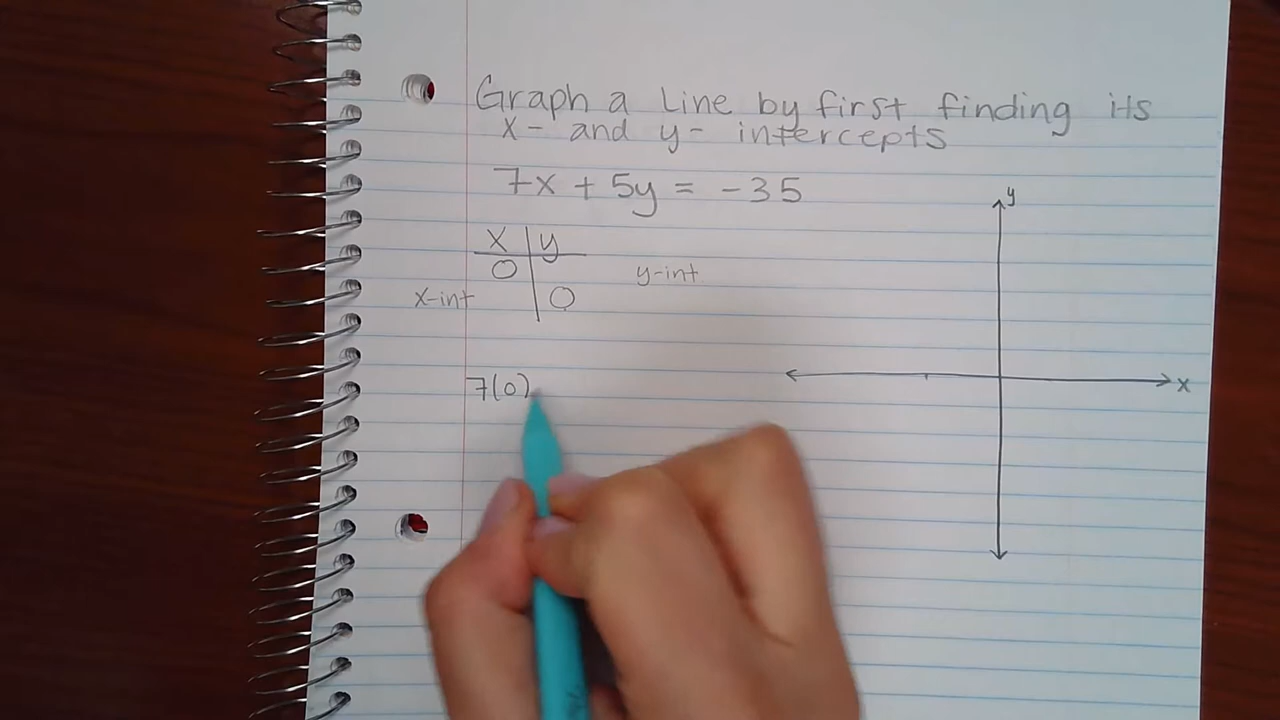 Graph a Line by first finding its
x- and y- intercepts
7x + 5y = -35
y
x y
0 y-int
x-int 0
7(0)
x